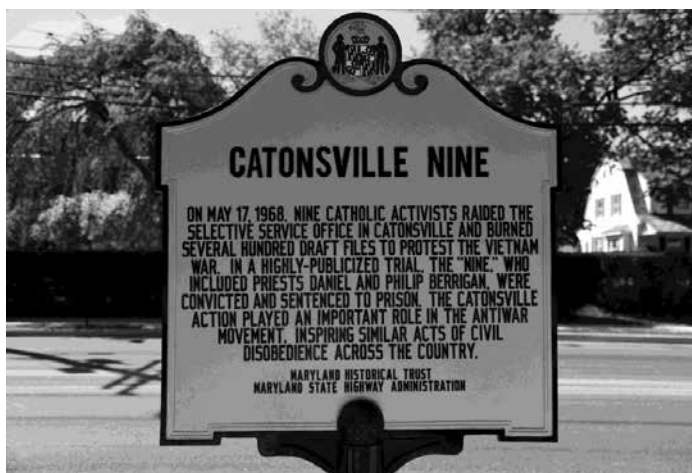 CATONSVILLE NINE
ON MAY 17, 1968, NINE CATHOLIC ACTIVISTS RAIDED THE
SELECTIVE SERVICE OFFICE IN CATONSVILLE AND BURNED
SEVERAL HUNDRED DRAFT FILES TO PROTEST THE VIETNAM
WAR. IN A HIGHLY-PUBLICIZED TRIAL, THE "NINE," WHO
INCLUDED PRIESTS DANIEL AND PHILIP BERRIGAN, WERE
CONVICTED AND SENTENCED TO PRISON. THE CATONSVILLE
ACTION PLAYED AN IMPORTANT ROLE IN THE ANTIWAR
MOVEMENT, INSPIRING SIMILAR ACTS OF CIVIL
DISOBEDIENCE ACROSS THE COUNTRY.
MARYLAND HISTORICAL TRUST
MARYLAND STATE HIGHWAY ADMINISTRATION